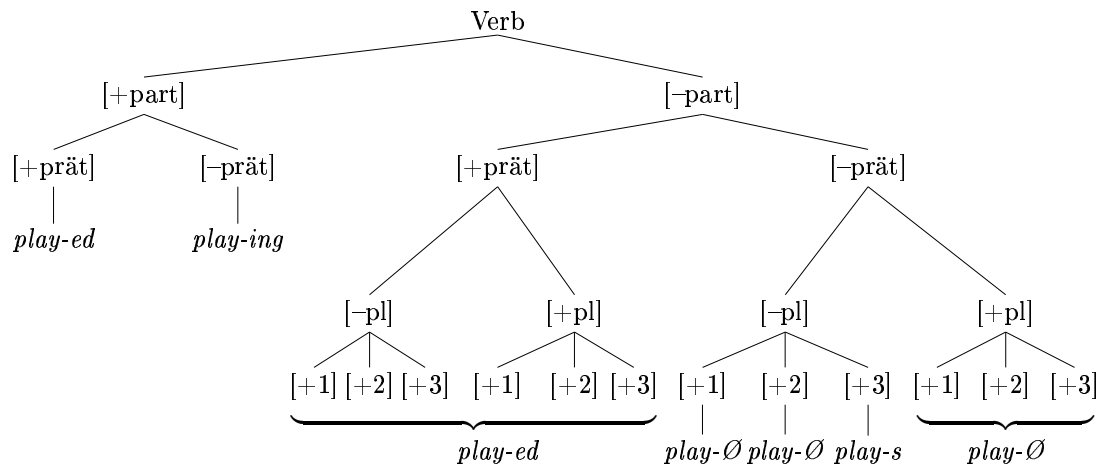 Verb
[+part] [–part]
[+prät] [–prät] [+prät] [–prät]
play-ed play-ing
[–pl] [+pl] [–pl] [+pl]
[+1] [+2] [+3] [+1] [+2] [+3] [+1] [+2] [+3] [+1] [+2] [+3]
play-ed play-Ø play-Ø play-s play-Ø